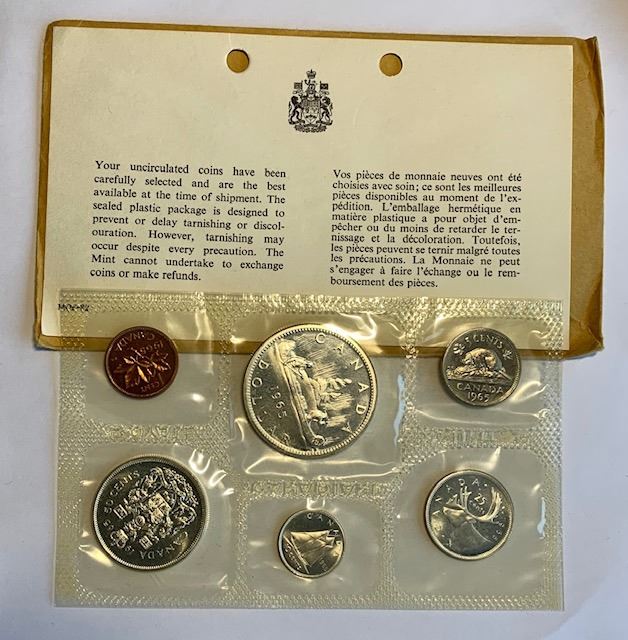 Your uncirculated coins have been
carefully selected and are the best
available at the time of shipment. The
sealed plastic package is designed to
prevent or delay tarnishing or discol-
ouration. However, tarnishing may
occur despite every precaution. The
Mint cannot undertake to exchange
coins or make refunds.
Vos pièces de monnaie neuves ont été
choisies avec soin; ce sont les meilleures
pièces disponibles au moment de l'ex-
pédition. L'emballage hermétique en
matière plastique a pour objet d'em-
pêcher ou du moins de retarder le ter-
nissage et la décoloration. Toutefois,
les pièces peuvent se ternir malgré toutes
les précautions. La Monnaie ne peut
s'engager à faire l'échange ou le rem-
boursement des pièces.
CANADA
CANADA
DOLLAR
1965
5 CENTS
CANADA
1965
50 CENTS
CANADA
CANADA
25